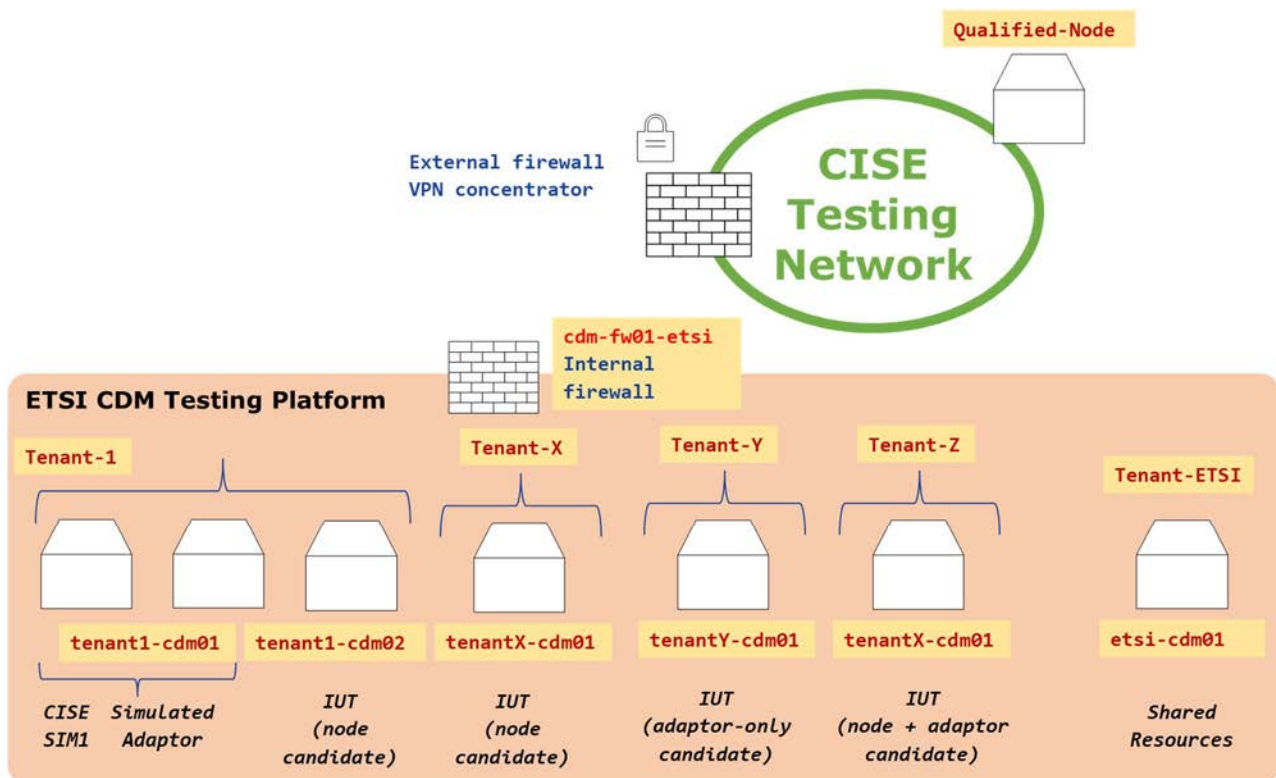 Qualified-Node
External firewall
VPN concentrator
CISE
Testing
Network
cdm-fw01-etsi
Internal
firewall
ETSI CDM Testing Platform
Tenant-1
Tenant-X
Tenant-Y
Tenant-Z
Tenant-ETSI
tenant1-cdm01
tenant1-cdm02
tenantX-cdm01
tenantY-cdm01
tenantX-cdm01
etsi-cdm01
CISE
SIM1
Simulated
Adaptor
IUT
(node
candidate)
IUT
(node
candidate)
IUT
(adaptor-only
candidate)
IUT
(node + adaptor
candidate)
Shared
Resources